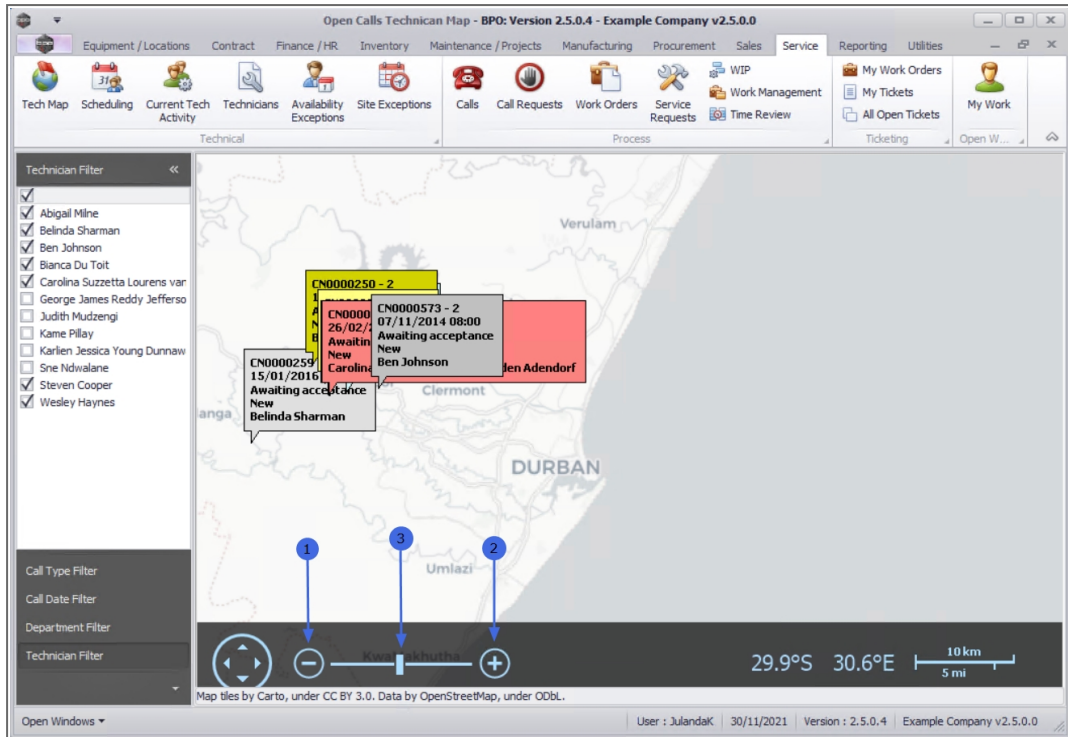 Open Calls Technican Map - BPO: Version 2.5.0.4 - Example Company v2.5.0.0
Equipment / Locations Contract Finance / HR Inventory Maintenance / Projects Manufacturing Procurement Sales Service Reporting Utilities
Tech Map
31
Scheduling
Current Tech Activity
Technicians
Availability Exceptions
Site Exceptions
Technical
Calls
Call Requests
Work Orders
Service Requests
WIP
Work Management
Time Review
Process
My Work Orders
My Tickets
All Open Tickets
Ticketing
My Work
Open W...
Technician Filter «
Abigail Milne
Belinda Sharman
Ben Johnson
Bianca Du Toit
Carolina Suzzetta Lourens van
George James Reddy Jefferso
Judith Mudzengi
Kame Pillay
Karlien Jessica Young Dunnaw
Sne Ndwalane
Steven Cooper
Wesley Haynes
Call Type Filter
Call Date Filter
Department Filter
Technician Filter
Verulam
CN0000250 - 2
CN0000
26/02/
Awaitin
New
Carolina
den Adendorf
CN0000573 - 2
07/11/2014 08:00
Awaiting acceptance
New
Ben Johnson
CN0000259
15/01/2016
Awaiting acceptance
New
Belinda Sharman
Clermont
anga
DURBAN
1
3
2
Umlazi
29.9°S 30.6°E
10 km
5 mi
Map tiles by Carto, under CC BY 3.0. Data by OpenStreetMap, under ODbL.
Open Windows
User : JulandaK 30/11/2021 Version : 2.5.0.4 Example Company v2.5.0.0